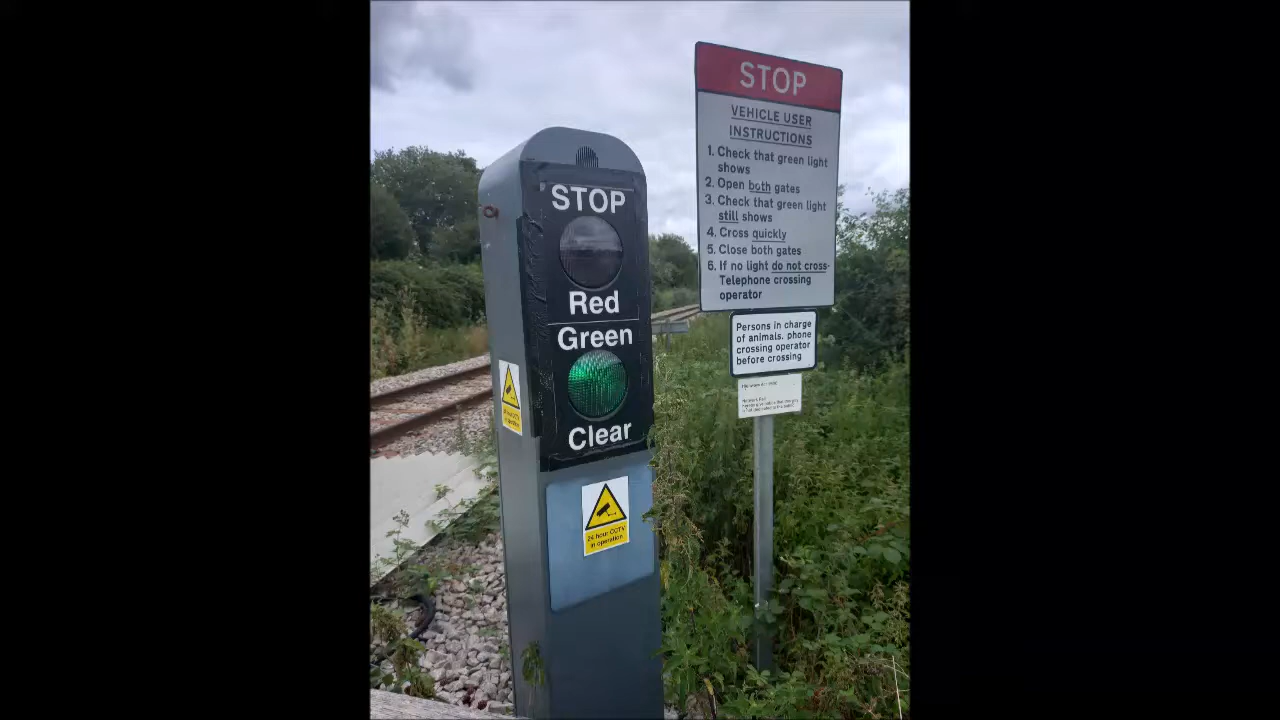 STOP
Red
Green
Clear
24 hour CCTV
in operation
STOP
VEHICLE USER
INSTRUCTIONS
1. Check that green light
shows
2. Open both gates
3. Check that green light
still shows
4. Cross quickly
5. Close both gates
6. If no light do not cross-
Telephone crossing
operator
Persons in charge
of animals, phone
crossing operator
before crossing